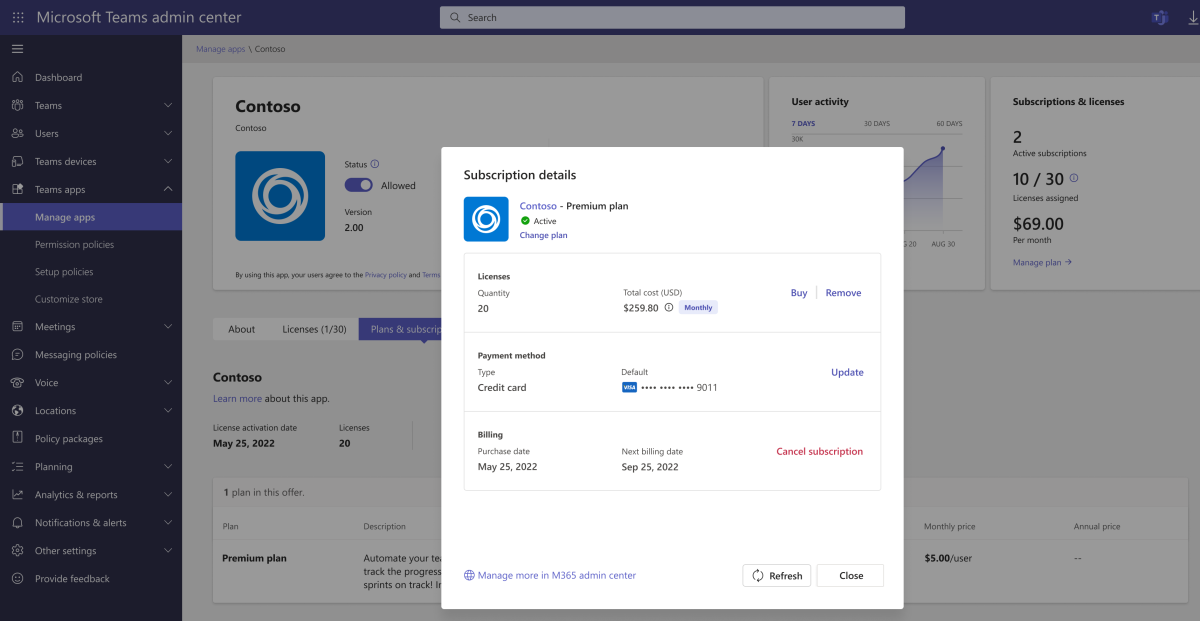 Microsoft Teams admin center
Search
Manage apps \ Contoso
Dashboard
Teams
Users
Teams devices
Teams apps
Manage apps
Permission policies
Setup policies
Customize store
Meetings
Messaging policies
Voice
Locations
Policy packages
Planning
Analytics & reports
Notifications & alerts
Other settings
Provide feedback
Contoso
Contoso
Status
Allowed
Version
2.00
By using this app, your users agree to the Privacy policy and Terms
User activity
7 DAYS 30 DAYS 60 DAYS
30K
G 20 AUG 30
Subscriptions & licenses
2
Active subscriptions
10 / 30
Licenses assigned
$69.00
Per month
Manage plan →
About Licenses (1/30) Plans & subscrip
Contoso
Learn more about this app.
License activation date Licenses
May 25, 2022 20
1 plan in this offer.
Plan Description Monthly price Annual price
Premium plan Automate your tea $5.00/user --
track the progress
sprints on track! In
Subscription details
Contoso - Premium plan
Active
Change plan
Licenses
Quantity Total cost (USD) Buy Remove
20 $259.80 Monthly
Payment method
Type Default Update
Credit card VISA •••• •••• •••• 9011
Billing
Purchase date Next billing date Cancel subscription
May 25, 2022 Sep 25, 2022
Manage more in M365 admin center Refresh Close